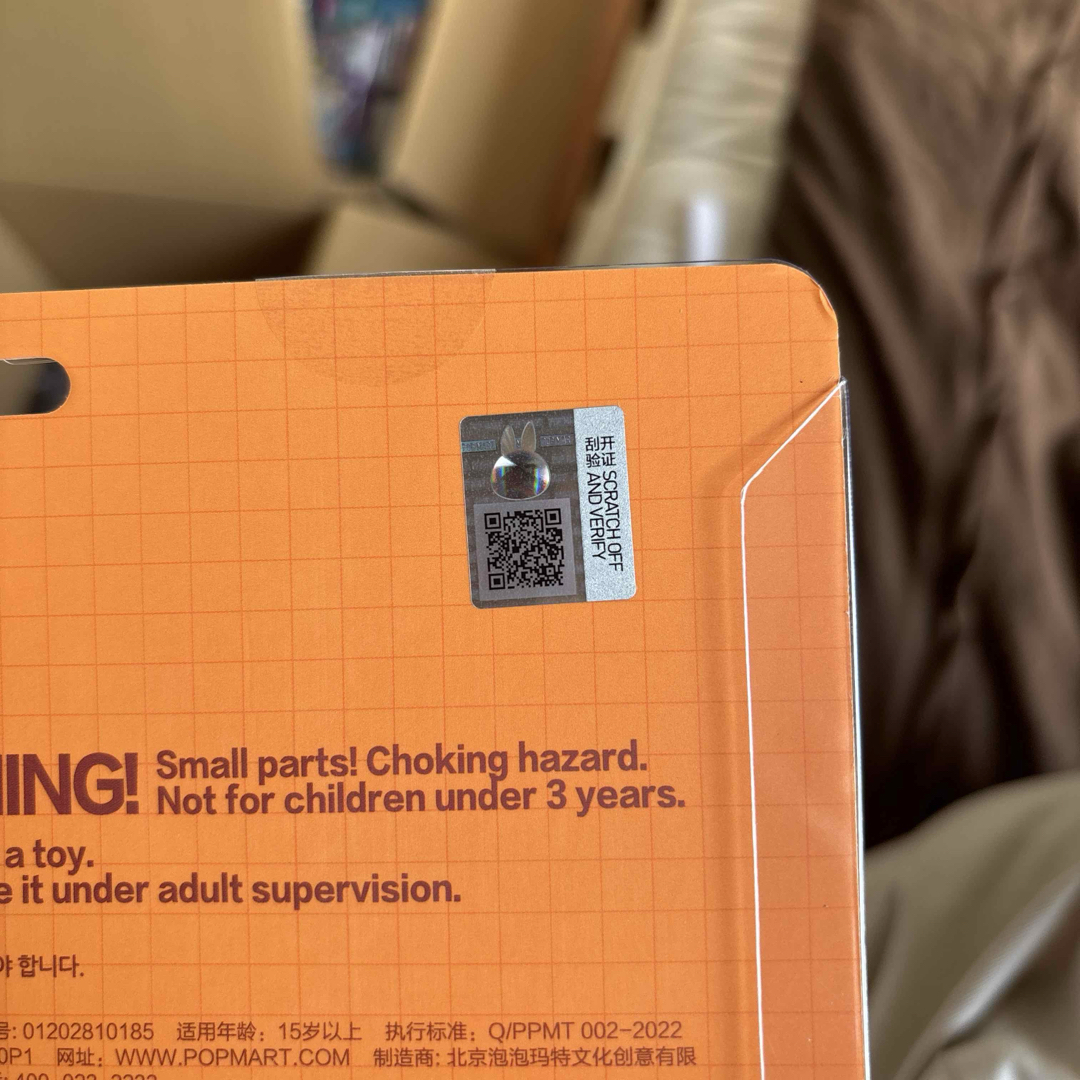 开 SCRATCH OFF
刮 验 证 AND VERIFY
NING! Small parts! Choking hazard.
Not for children under 3 years.
a toy.
e it under adult supervision.
야 합니다.
号: 01202810185 适用年龄: 15岁以上 执行标准: Q/PPMT 002-2022
0P1 网址: WWW.POPMART.COM 制造商: 北京泡泡玛特文化创意有限